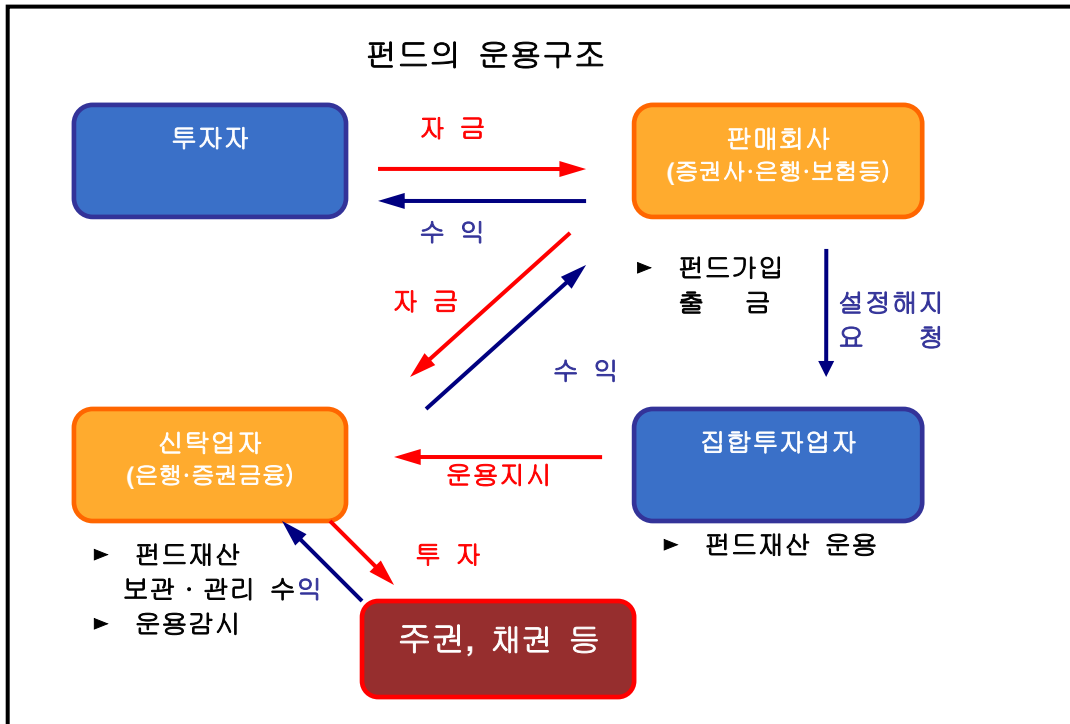 펀드의 운용구조
투자자
자 금
판매회사
(증권사·은행·보험등)
수 익
자 금
► 펀드가입
출 금
설정해지
요 청
수 익
신탁업자
(은행·증권금융)
집합투자업자
운용지시
► 펀드재산
보관 · 관리 수익
► 운용감시
투 자
► 펀드재산 운용
주권, 채권 등